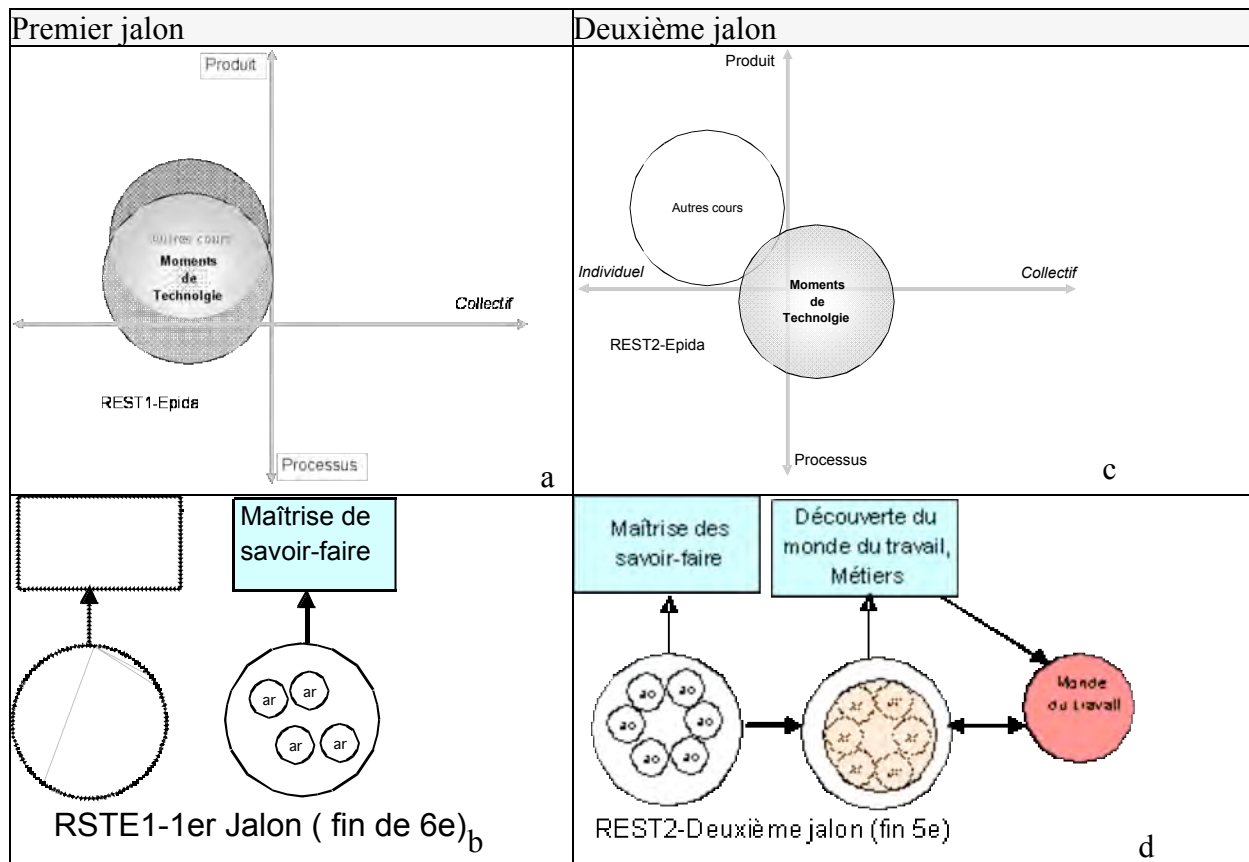 Premier jalon
Deuxième jalon
Produit
autres cours
Moments
de
Technolgie
Collectif
REST1-Epida
Processus
a
Produit
Autres cours
Individuel
Collectif
Moments
de
Technolgie
REST2-Epida
Processus
c
Maîtrise de
savoir-faire
ar
ar
ar
ar
RSTE1-1er Jalon ( fin de 6e)
b
Maîtrise des
savoir-faire
Découverte du
monde du travail,
Métiers
ao
ao
ao
ao
ao
ao
Monde
du travail
REST2-Deuxième jalon (fin 5e)
d